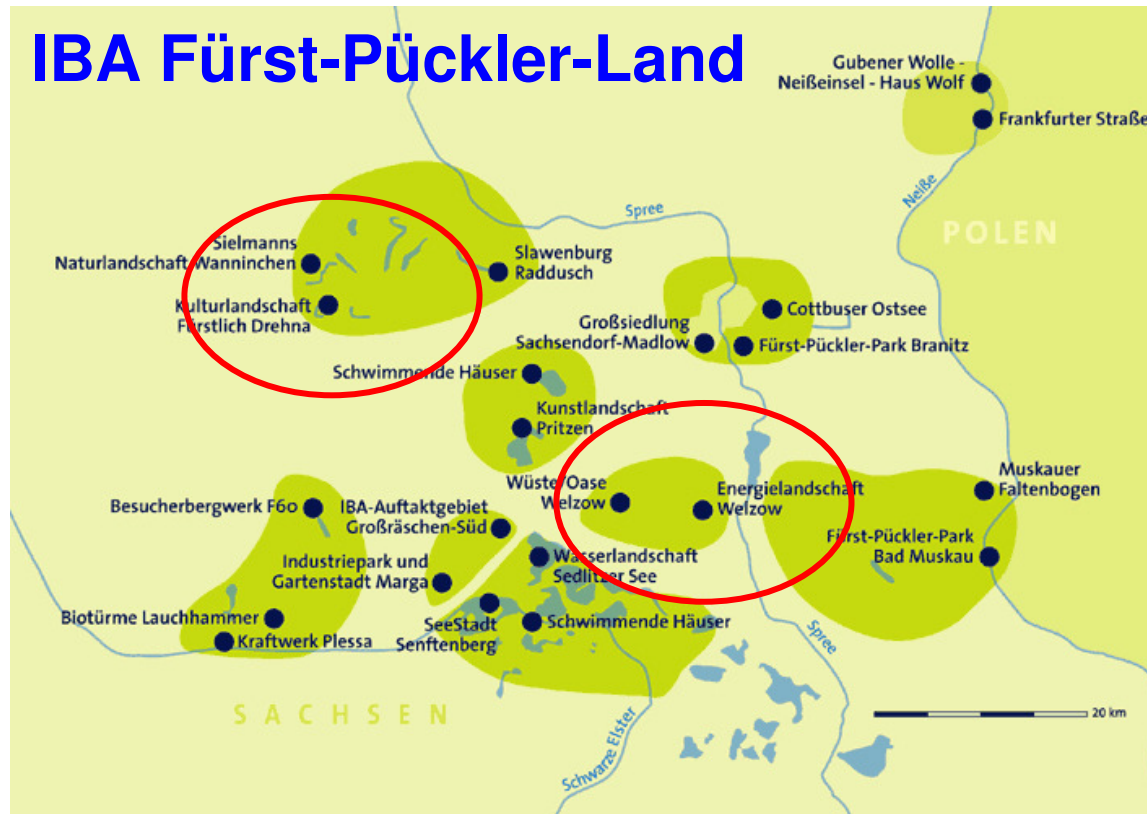 IBA Fürst-Pückler-Land
Gubener Wolle -
Neißeinsel - Haus Wolf
Frankfurter Straße
Neiße
Spree
POLEN
Sielmanns
Naturlandschaft Wanninchen
Slawenburg
Raddusch
Kulturlandschaft
Fürstlich Drehna
Cottbuser Ostsee
Großsiedlung
Sachsendorf-Madlow
Fürst-Pückler-Park Branitz
Schwimmende Häuser
Kunstlandschaft
Pritzen
Muskauer
Faltenbogen
Wüste/Oase
Welzow
Energielandschaft
Welzow
Besucherbergwerk F60
IBA-Auftaktgebiet
Großräschen-Süd
Fürst-Pückler-Park
Bad Muskau
Industriepark und
Gartenstadt Marga
Wasserlandschaft
Sedlitzer See
Biotürme Lauchhammer
SeeStadt
Senftenberg
Schwimmende Häuser
Kraftwerk Plessa
Spree
SACHSEN
20 km
Schwarze Elster